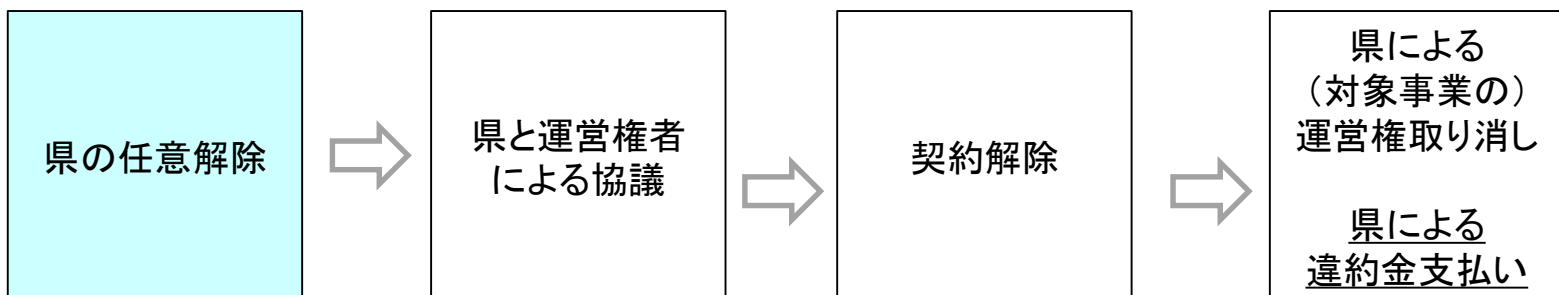 県の任意解除
県と運営権者
による協議
契約解除
県による
（対象事業の）
運営権取り消し
県による
違約金支払い